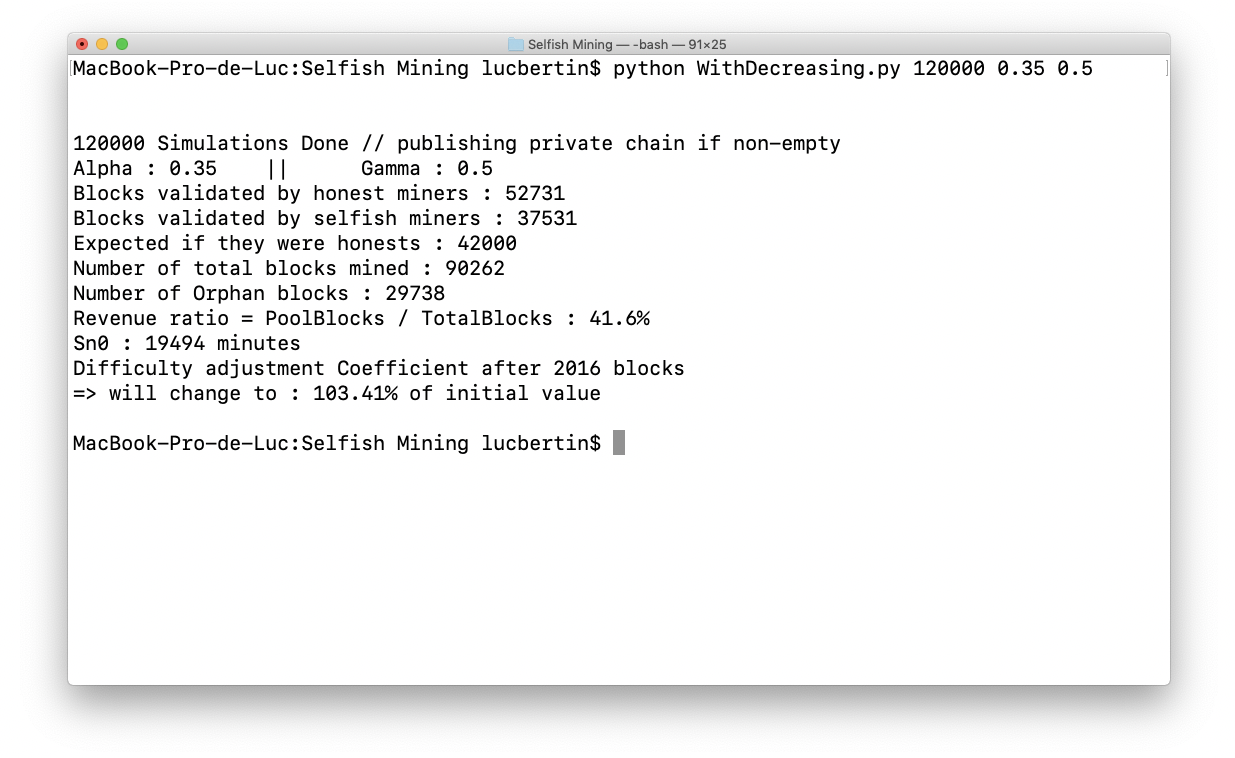 Selfish Mining — -bash — 91×25
[MacBook-Pro-de-Luc:Selfish Mining lucbertin$ python WithDecreasing.py 120000 0.35 0.5 ]
120000 Simulations Done // publishing private chain if non-empty
Alpha : 0.35    ||      Gamma : 0.5
Blocks validated by honest miners : 52731
Blocks validated by selfish miners : 37531
Expected if they were honests : 42000
Number of total blocks mined : 90262
Number of Orphan blocks : 29738
Revenue ratio = PoolBlocks / TotalBlocks : 41.6%
Sn0 : 19494 minutes
Difficulty adjustment Coefficient after 2016 blocks
=> will change to : 103.41% of initial value
MacBook-Pro-de-Luc:Selfish Mining lucbertin$